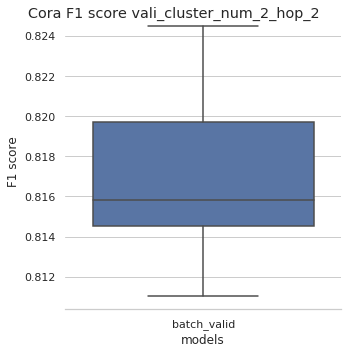 Cora F1 score vali_cluster_num_2_hop_2
0.824
0.822
0.820
0.818
0.816
0.814
0.812
F1 score
batch_valid
models